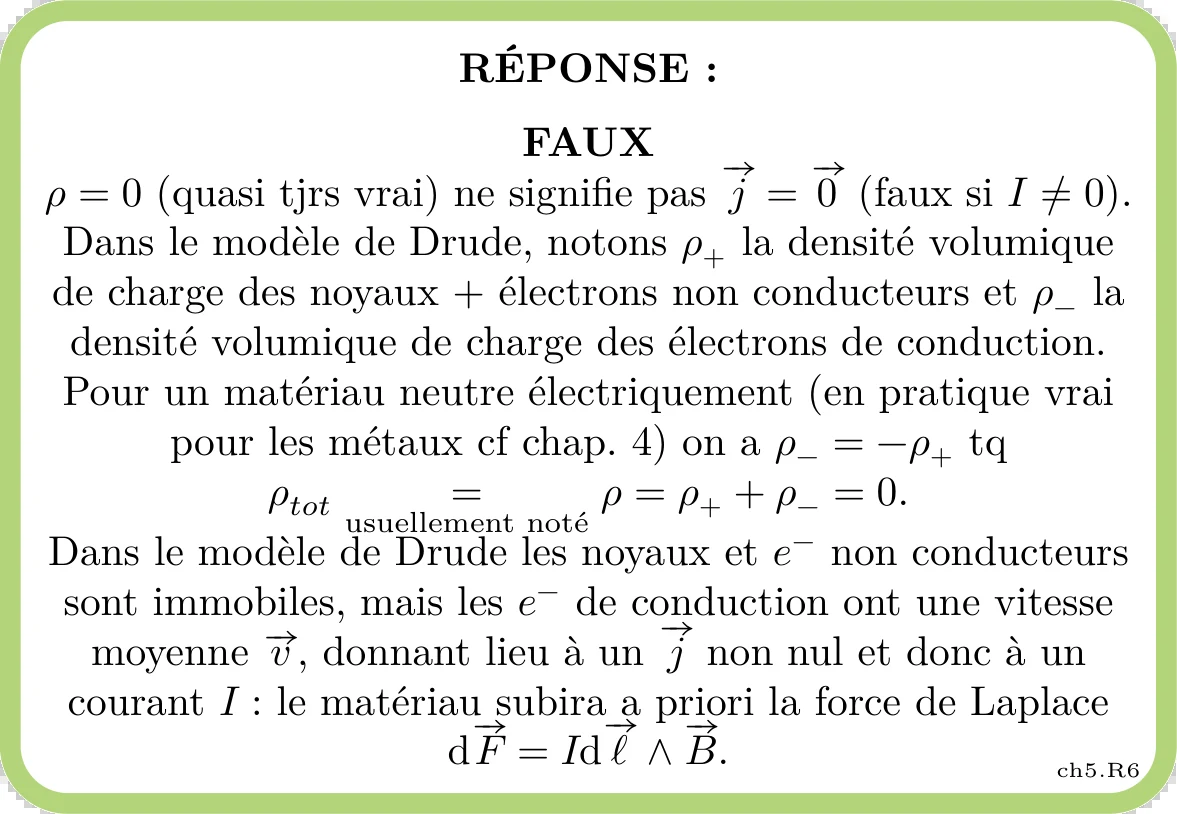 RÉPONSE :
FAUX
ρ = 0 (quasi tjrs vrai) ne signifie pas $\overrightarrow{j}$ = $\overrightarrow{0}$ (faux si I ≠ 0).
Dans le modèle de Drude, notons ρ₊ la densité volumique
de charge des noyaux + électrons non conducteurs et ρ₋ la
densité volumique de charge des électrons de conduction.
Pour un matériau neutre électriquement (en pratique vrai
pour les métaux cf chap. 4) on a ρ₋ = −ρ₊ tq
$\rho_{tot} \underset{\text{usuellement noté}}{=} \rho = \rho_+ + \rho_- = 0.$
Dans le modèle de Drude les noyaux et e⁻ non conducteurs
sont immobiles, mais les e⁻ de conduction ont une vitesse
moyenne $\overrightarrow{v}$, donnant lieu à un $\overrightarrow{j}$ non nul et donc à un
courant I : le matériau subira a priori la force de Laplace
$\mathrm{d}\overrightarrow{F} = I\mathrm{d}\overrightarrow{\ell} \wedge \overrightarrow{B}.$
ch5.R6